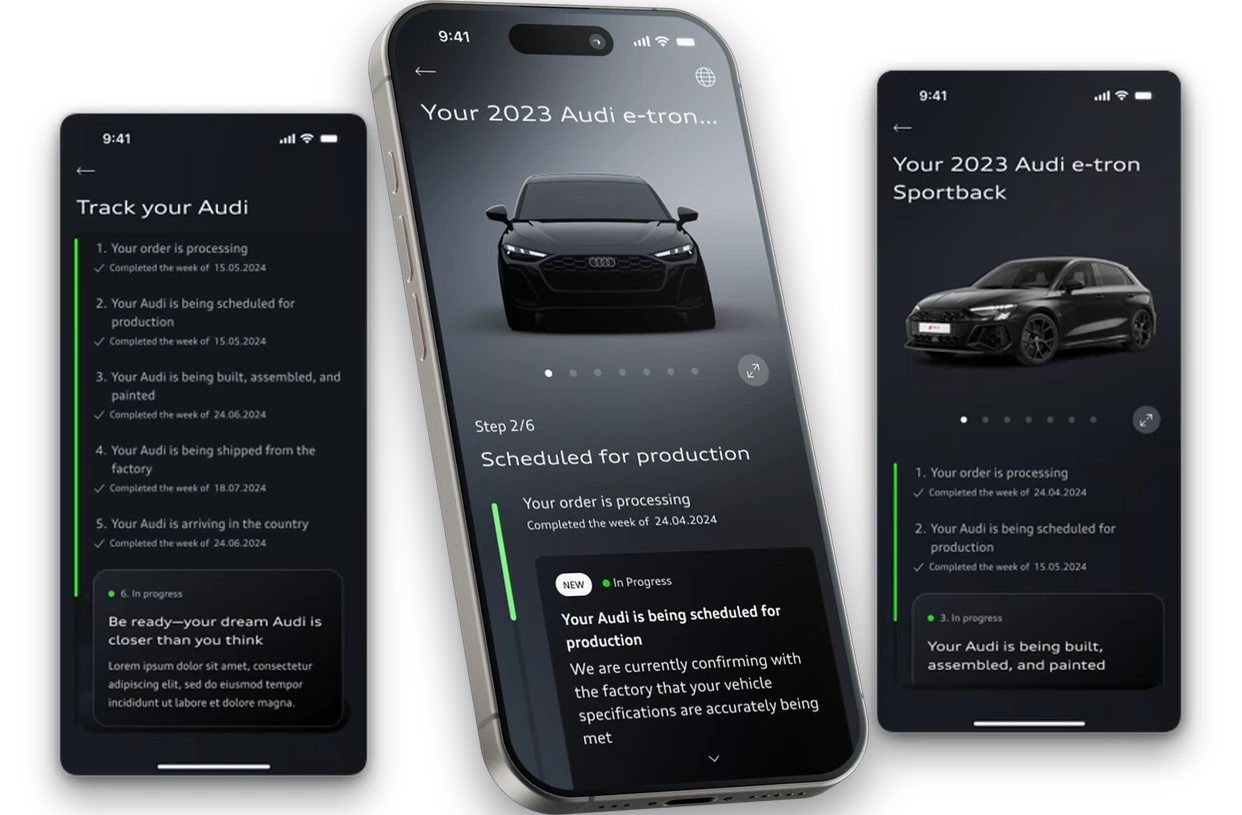 9:41
Track your Audi
1. Your order is processing
✓ Completed the week of 15.05.2024
2. Your Audi is being scheduled for
production
✓ Completed the week of 15.05.2024
3. Your Audi is being built, assembled, and
painted
✓ Completed the week of 24.06.2024
4. Your Audi is being shipped from the
factory
✓ Completed the week of 18.07.2024
5. Your Audi is arriving in the country
✓ Completed the week of 24.06.2024
6. In progress
Be ready—your dream Audi is
closer than you think
Lorem ipsum dolor sit amet, consectetur
adipiscing elit, sed do eiusmod tempor
incididunt ut labore et dolore magna.
9:41
Your 2023 Audi e-tron...
Step 2/6
Scheduled for production
Your order is processing
Completed the week of 24.04.2024
NEW In Progress
Your Audi is being scheduled for
production
We are currently confirming with
the factory that your vehicle
specifications are accurately being
met
9:41
Your 2023 Audi e-tron
Sportback
1. Your order is processing
✓ Completed the week of 24.04.2024
2. Your Audi is being scheduled for
production
✓ Completed the week of 15.05.2024
3. In progress
Your Audi is being built,
assembled, and painted